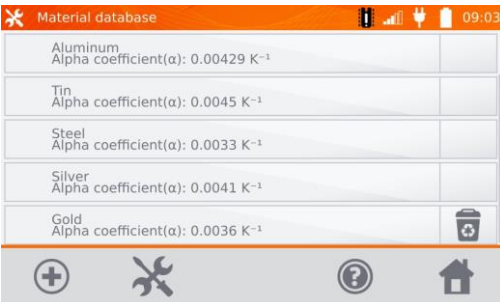 Material database 09:03
Aluminum
Alpha coefficient(α): 0.00429 K⁻¹
Tin
Alpha coefficient(α): 0.0045 K⁻¹
Steel
Alpha coefficient(α): 0.0033 K⁻¹
Silver
Alpha coefficient(α): 0.0041 K⁻¹
Gold
Alpha coefficient(α): 0.0036 K⁻¹